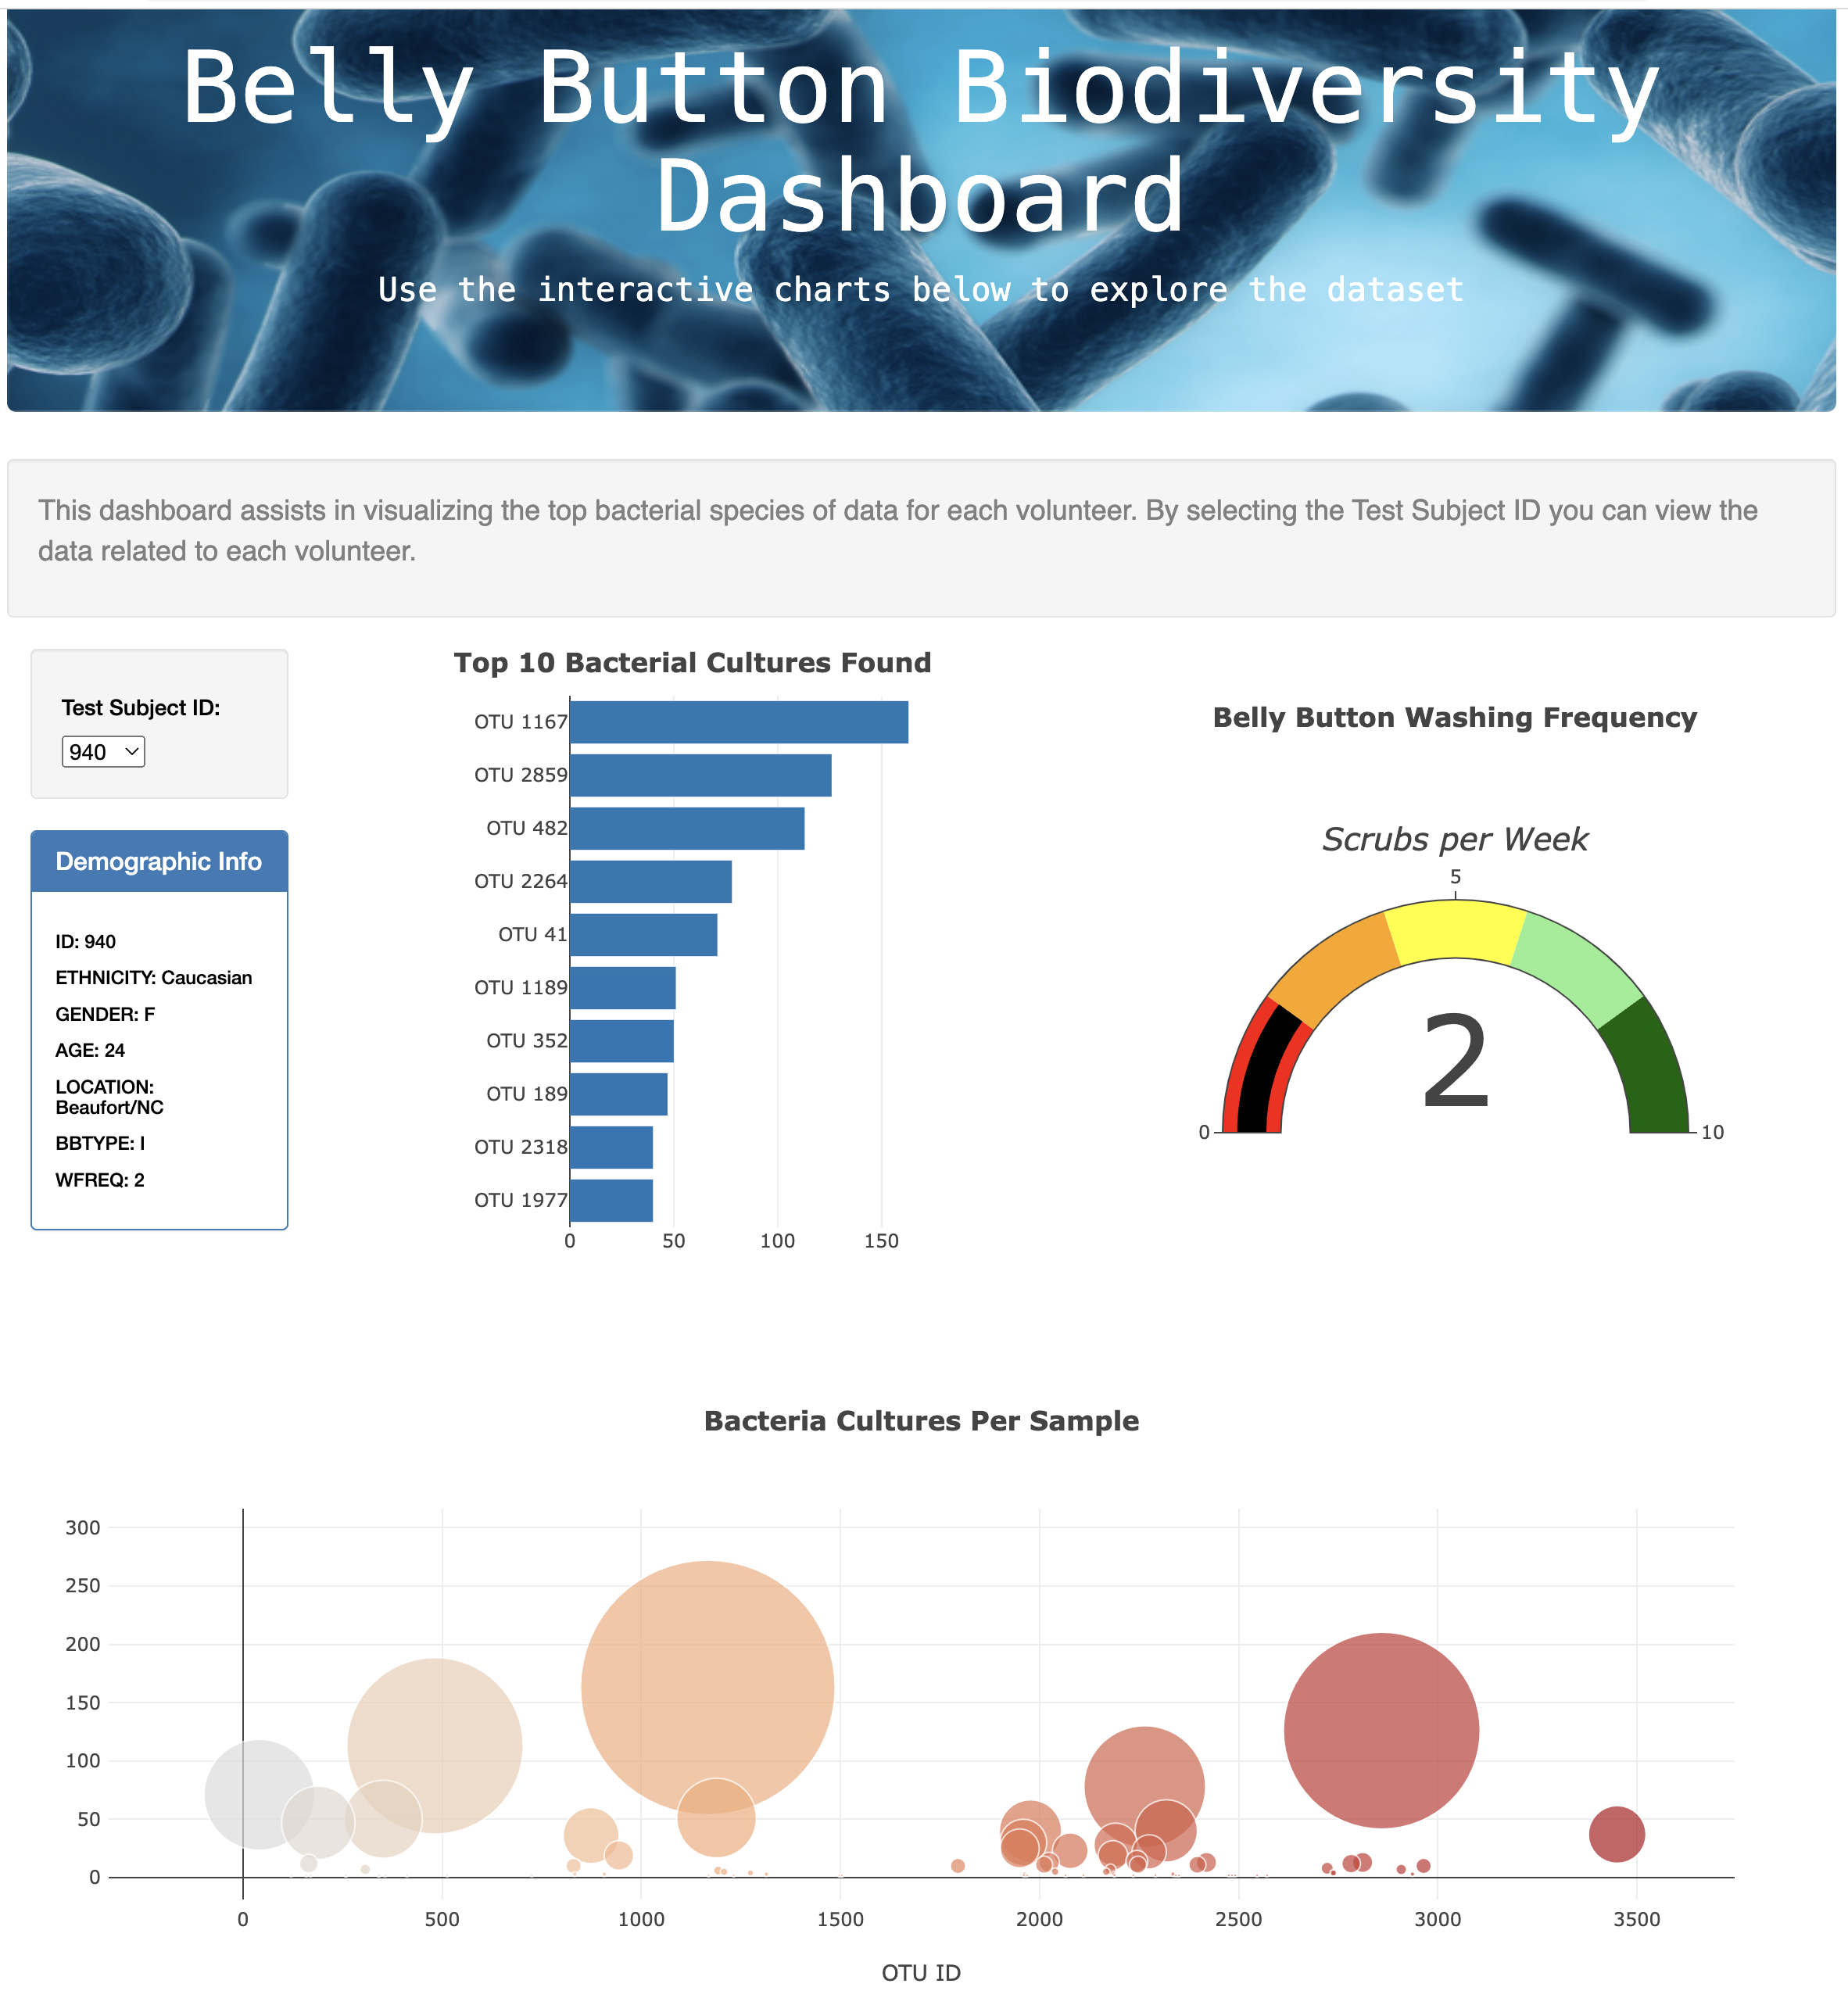 Belly Button Biodiversity
Dashboard
Use the interactive charts below to explore the dataset
This dashboard assists in visualizing the top bacterial species of data for each volunteer. By selecting the Test Subject ID you can view the
data related to each volunteer.
Test Subject ID:
940
Demographic Info
ID: 940
ETHNICITY: Caucasian
GENDER: F
AGE: 24
LOCATION:
Beaufort/NC
BBTYPE: I
WFREQ: 2
Top 10 Bacterial Cultures Found
OTU 1167
OTU 2859
OTU 482
OTU 2264
OTU 41
OTU 1189
OTU 352
OTU 189
OTU 2318
OTU 1977
0 50 100 150
Belly Button Washing Frequency
Scrubs per Week
5
2
0 10
Bacteria Cultures Per Sample
300
250
200
150
100
50
0
0 500 1000 1500 2000 2500 3000 3500
OTU ID